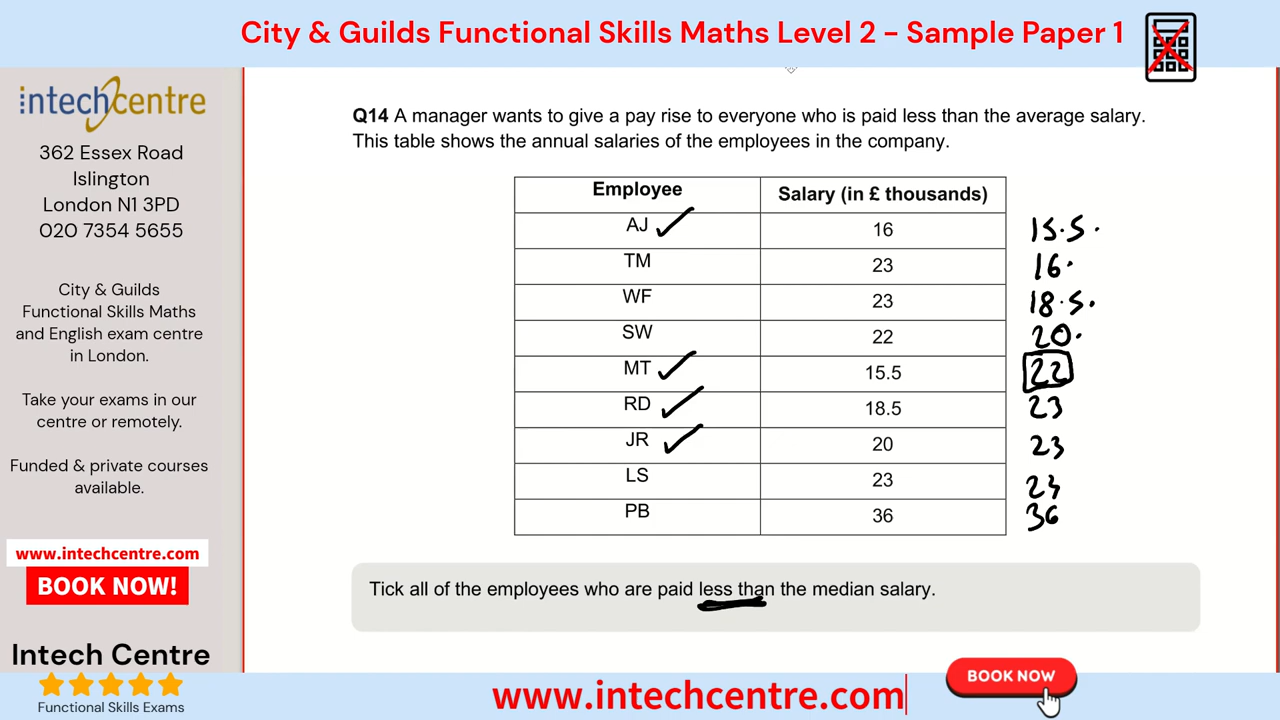 City & Guilds Functional Skills Maths Level 2 - Sample Paper 1
intechcentre
362 Essex Road
Islington
London N1 3PD
020 7354 5655
City & Guilds
Functional Skills Maths
and English exam centre
in London.
Take your exams in our
centre or remotely.
Funded & private courses
available.
www.intechcentre.com
BOOK NOW!
Intech Centre
Functional Skills Exams
Q14 A manager wants to give a pay rise to everyone who is paid less than the average salary.
This table shows the annual salaries of the employees in the company.
Employee Salary (in £ thousands)
AJ 16 15.5
TM 23 16
WF 23 18.5
SW 22 20
MT 15.5 22
RD 18.5 23
JR 20 23
LS 23 23
PB 36 36
Tick all of the employees who are paid less than the median salary.
www.intechcentre.com
BOOK NOW